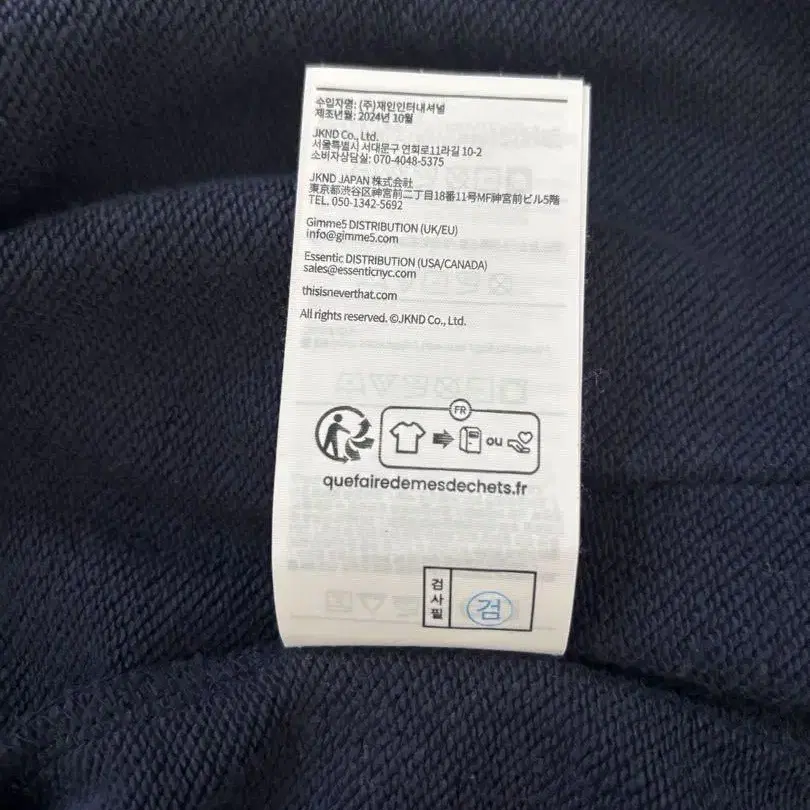 수입자명: (주)재인인터내셔널
제조년월: 2024년 10월
JKND Co., Ltd.
서울특별시 서대문구 연희로11라길 10-2
소비자상담실: 070-4048-5375
JKND JAPAN 株式会社
東京都渋谷区神宮前二丁目18番11号MF神宮前ビル5階
TEL. 050-1342-5692
Gimme5 DISTRIBUTION (UK/EU)
info@gimme5.com
Essentic DISTRIBUTION (USA/CANADA)
sales@essenticnyc.com
thisisneverthat.com
All rights reserved. ©JKND Co., Ltd.
FR
ou
quefairedemesdechets.fr
검사필
검